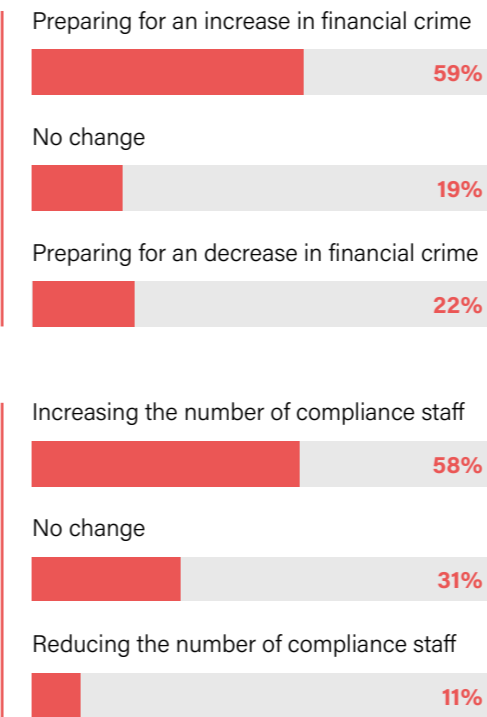 Preparing for an increase in financial crime
59%
No change
19%
Preparing for an decrease in financial crime
22%
Increasing the number of compliance staff
58%
No change
31%
Reducing the number of compliance staff
11%